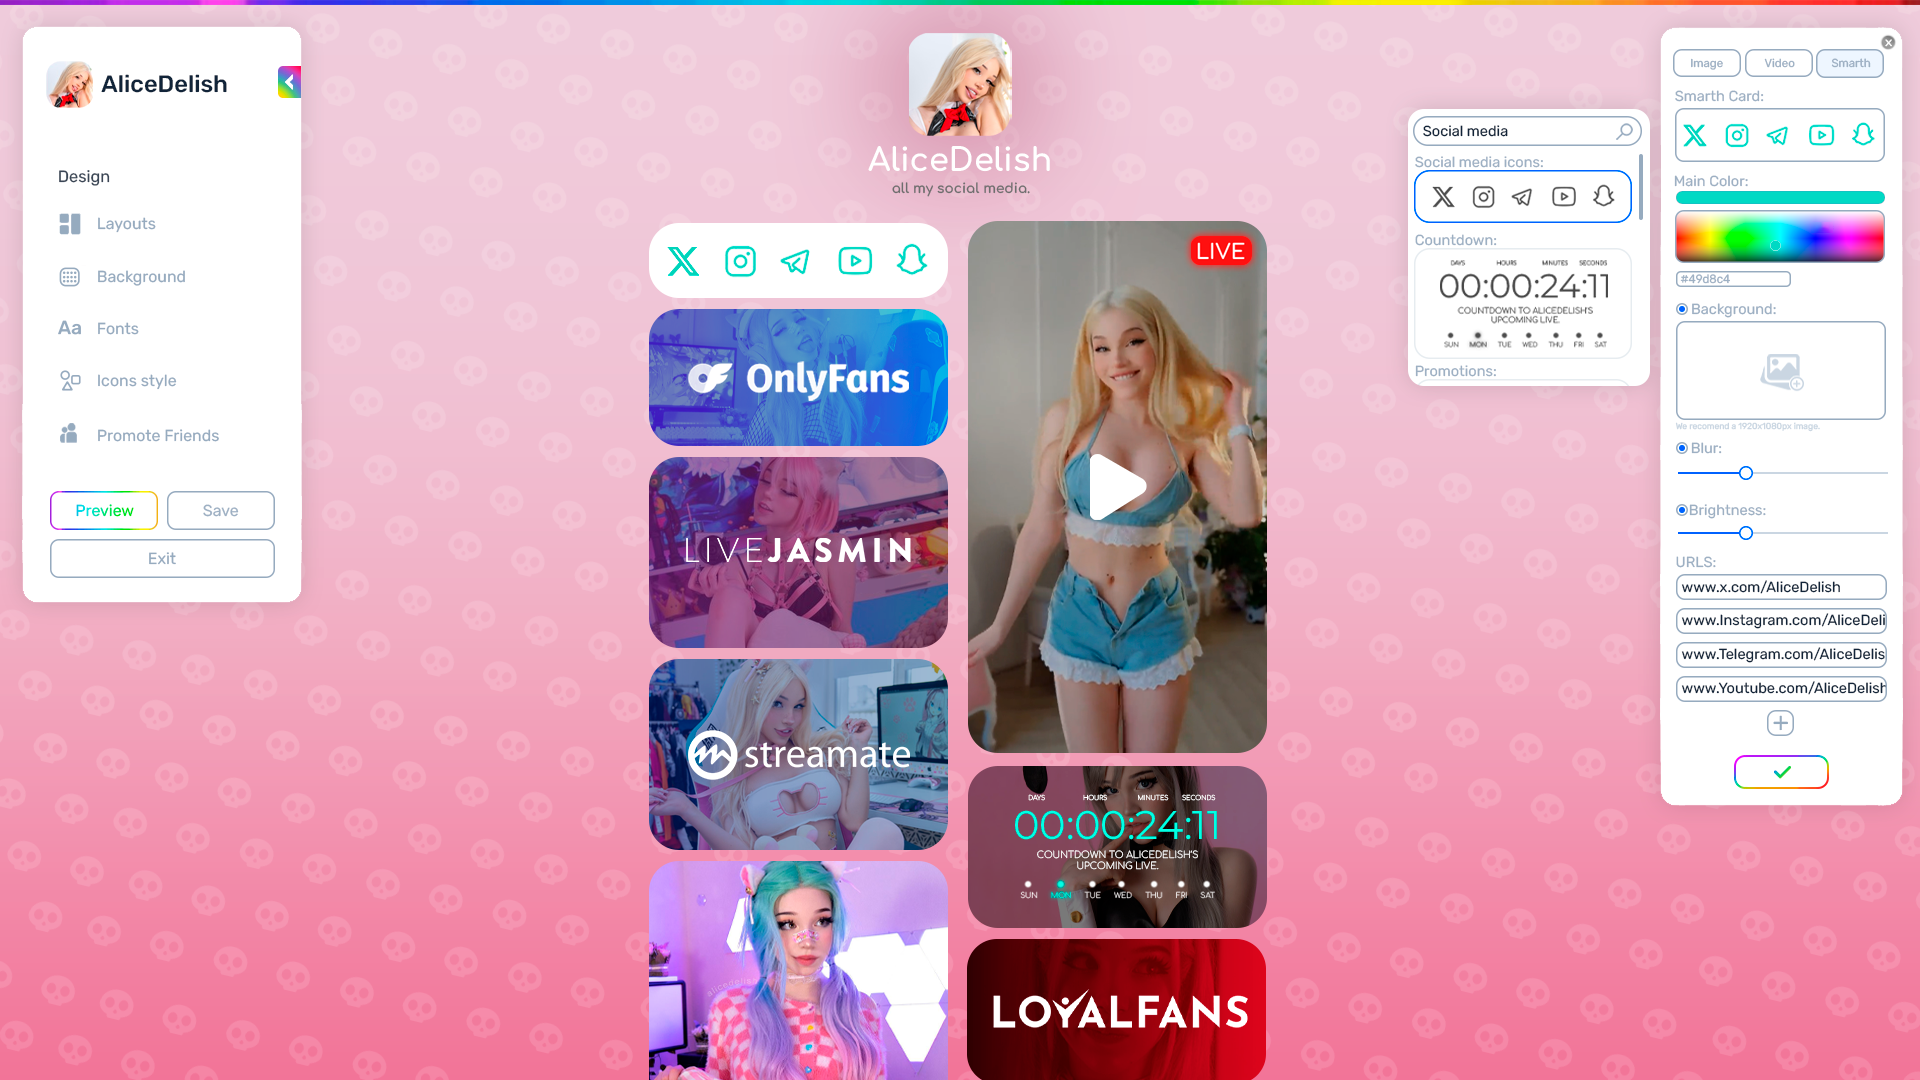 AliceDelish
Design
Layouts
Background
Aa Fonts
Icons style
Promote Friends
Preview
Save
Exit
AliceDelish
all my social media.
OnlyFans
LIVEJASMIN
streamate
alicedelish
LIVE
DAYS HOURS MINUTES SECONDS
00:00:24:11
COUNTDOWN TO ALICEDELISH'S
UPCOMING LIVE.
SUN MON TUE WED THU FRI SAT
LOYALFANS
Social media
Social media icons:
Countdown:
DAYS HOURS MINUTES SECONDS
00:00:24:11
COUNTDOWN TO ALICEDELISH'S
UPCOMING LIVE.
SUN MON TUE WED THU FRI SAT
Promotions:
Image Video Smarth
Smarth Card:
Main Color:
#49d8c4
Background:
We recomend a 1920x1080px image.
Blur:
Brightness:
URLS:
www.x.com/AliceDelish
www.Instagram.com/AliceDeli
www.Telegram.com/AliceDelis
www.Youtube.com/AliceDelish